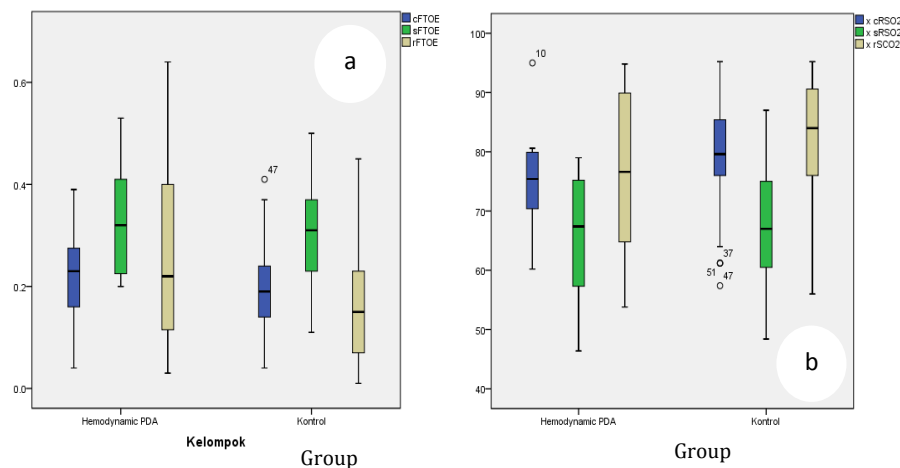 cFTOE
sFTOE
rFTOE
a
0.6
0.4
0.2
0.0
47
Hemodynamic PDA
Kontrol
Kelompok
Group
x cRSO2
x sRSO2
x rSCO2
100
90
80
70
60
50
40
10
37
51
47
b
Hemodynamic PDA
Kontrol
Group